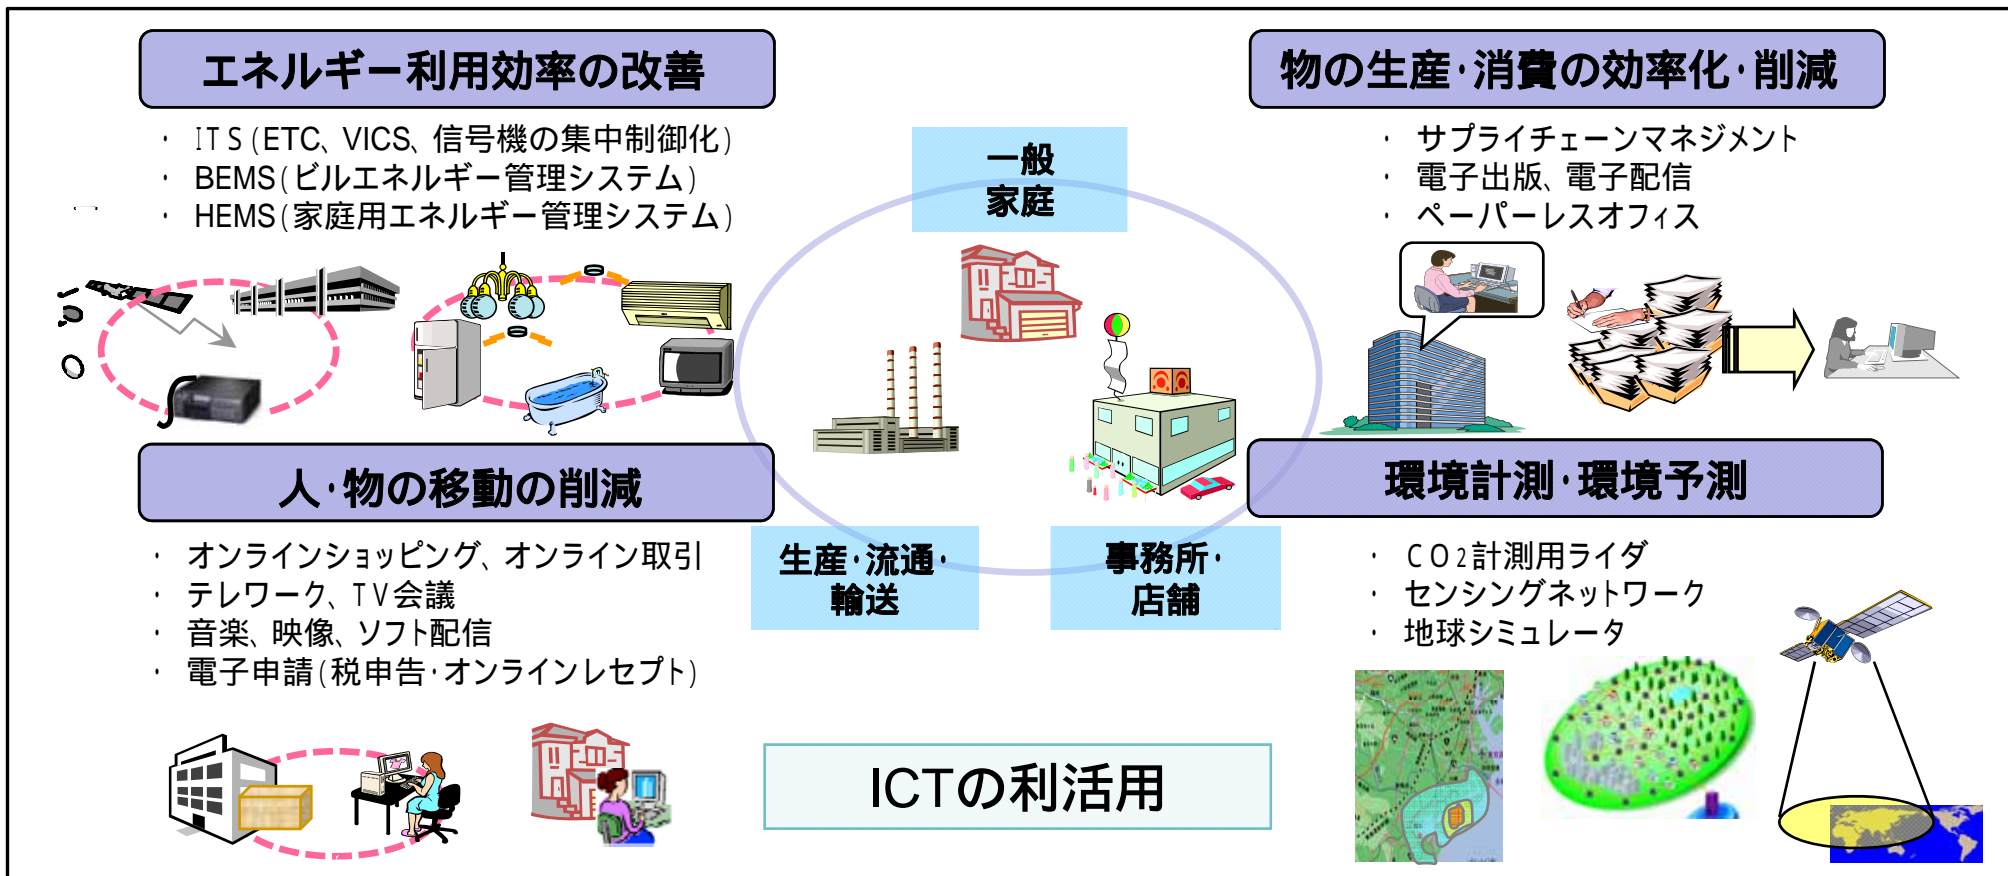 エネルギー利用効率の改善
・ ITS(ETC、VICS、信号機の集中制御化)
・ BEMS(ビルエネルギー管理システム)
・ HEMS(家庭用エネルギー管理システム)
物の生産・消費の効率化・削減
・ サプライチェーンマネジメント
・ 電子出版、電子配信
・ ペーパーレスオフィス
一般
家庭
生産・流通・
輸送
事務所・
店舗
人・物の移動の削減
・ オンラインショッピング、オンライン取引
・ テレワーク、TV会議
・ 音楽、映像、ソフト配信
・ 電子申請(税申告・オンラインレセプト)
環境計測・環境予測
・ CO2計測用ライダ
・ センシングネットワーク
・ 地球シミュレータ
ICTの利活用